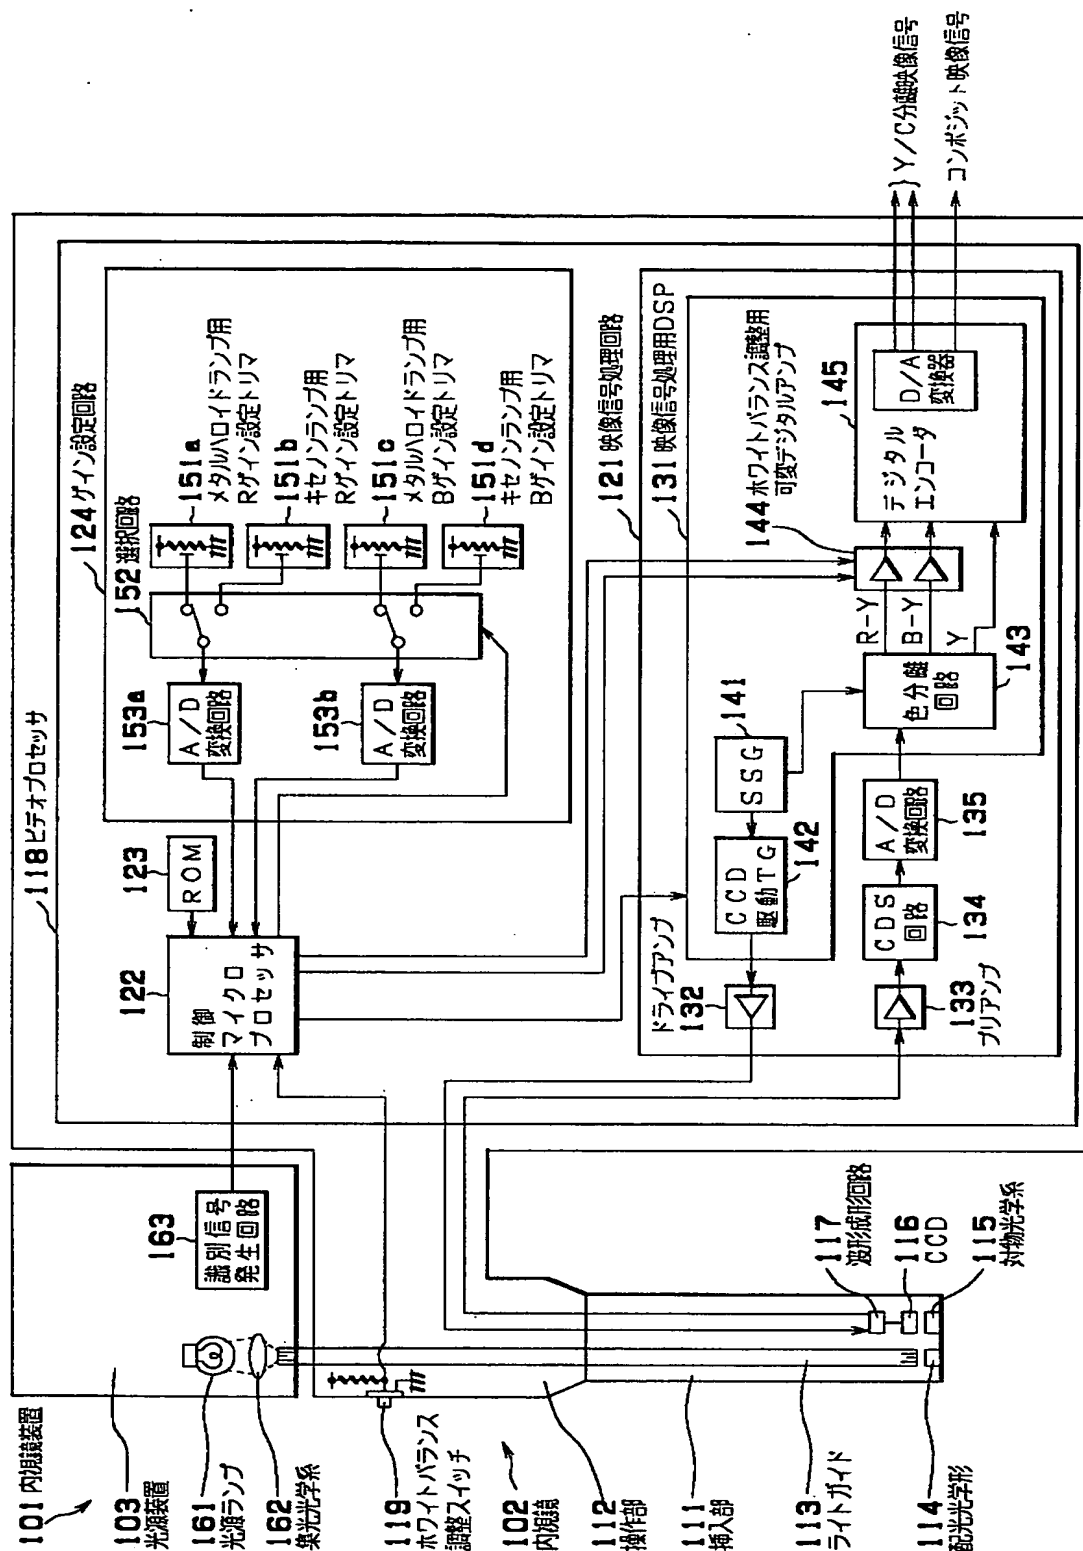 101 内視鏡装置
103
光源装置
161
光源ランプ
162
集光光学系
119
ホワイトバランス
調整スイッチ
102
内視鏡
112
操作部
111
挿入部
113
ライトガイド
114
配光光学形
163
識別信号
発生回路
117
波形成形回路
116
CCD
115
対物光学系
118 ビデオプロセッサ
122
制御
マイクロ
プロセッサ
123
ROM
124 ゲイン設定回路
152 選択回路
153a
A/D
変換回路
153b
A/D
変換回路
151a
メタルハロイドランプ用
Rゲイン設定トリマ
151b
キセノンランプ用
Rゲイン設定トリマ
151c
メタルハロイドランプ用
Bゲイン設定トリマ
151d
キセノンランプ用
Bゲイン設定トリマ
121 映像信号処理回路
131 映像信号処理用DSP
144 ホワイトバランス調整用
可変デジタルアンプ
ドライブアンプ
132
133
プリアンプ
CCD
駆動TG
142
SSG
141
CDS
回路
134
A/D
変換回路
135
色分離
回路
143
R-Y
B-Y
Y
145
デジタル
エンコーダ
D/A
変換器
Y/C分離映像信号
コンポジット映像信号